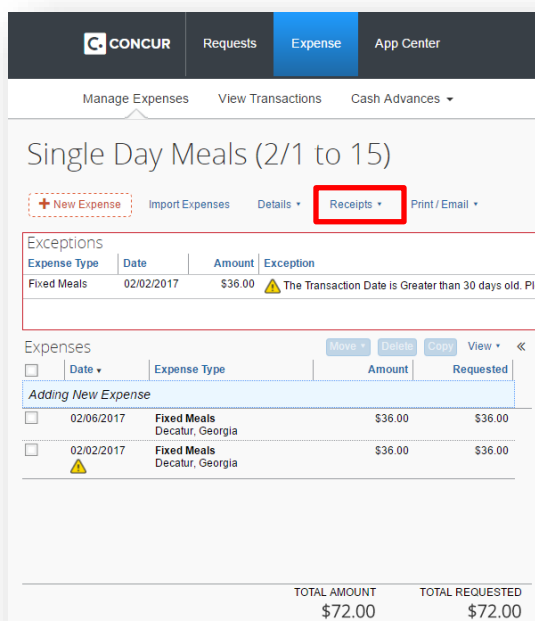 C. CONCUR Requests Expense App Center
Manage Expenses View Transactions Cash Advances
Single Day Meals (2/1 to 15)
+ New Expense Import Expenses Details Receipts Print / Email
Exceptions
Expense Type Date Amount Exception
Fixed Meals 02/02/2017 $36.00 The Transaction Date is Greater than 30 days old. Pl
Expenses Move Delete Copy View «
Date Expense Type Amount Requested
Adding New Expense
02/06/2017 Fixed Meals $36.00 $36.00
Decatur, Georgia
02/02/2017 Fixed Meals $36.00 $36.00
Decatur, Georgia
TOTAL AMOUNT TOTAL REQUESTED
$72.00 $72.00